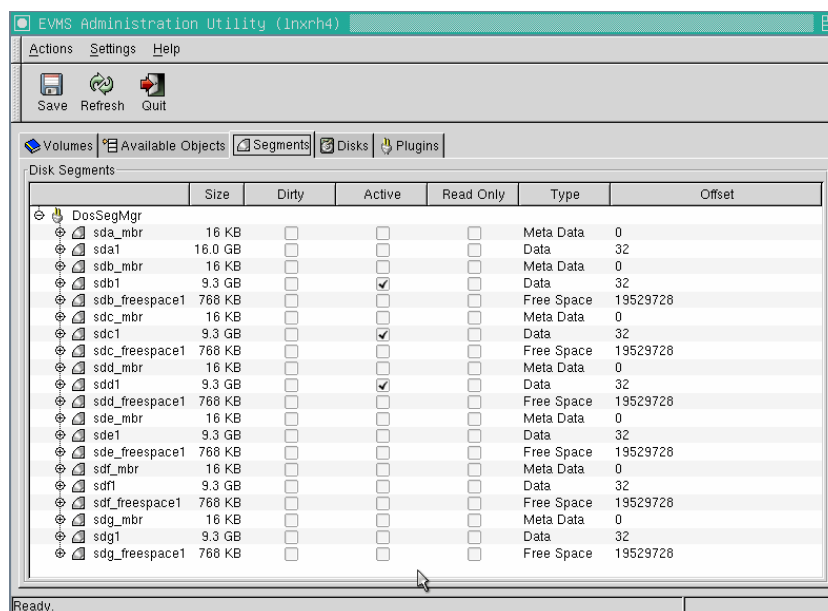 EVMS Administration Utility (lnxrh4)
Actions Settings Help
Save Refresh Quit
Volumes Available Objects Segments Disks Plugins
Disk Segments
Size Dirty Active Read Only Type Offset
DosSegMgr
sda_mbr 16 KB Meta Data 0
sda1 16.0 GB Data 32
sdb_mbr 16 KB Meta Data 0
sdb1 9.3 GB Data 32
sdb_freespace1 768 KB Free Space 19529728
sdc_mbr 16 KB Meta Data 0
sdc1 9.3 GB Data 32
sdc_freespace1 768 KB Free Space 19529728
sdd_mbr 16 KB Meta Data 0
sdd1 9.3 GB Data 32
sdd_freespace1 768 KB Free Space 19529728
sde_mbr 16 KB Meta Data 0
sde1 9.3 GB Data 32
sde_freespace1 768 KB Free Space 19529728
sdf_mbr 16 KB Meta Data 0
sdf1 9.3 GB Data 32
sdf_freespace1 768 KB Free Space 19529728
sdg_mbr 16 KB Meta Data 0
sdg1 9.3 GB Data 32
sdg_freespace1 768 KB Free Space 19529728
Ready.